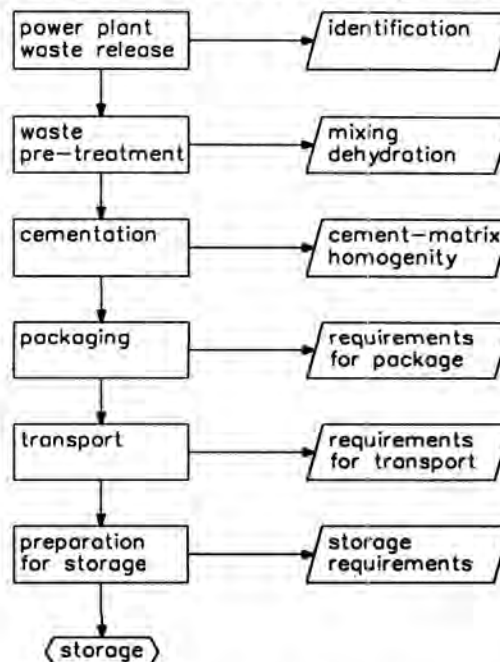 power plant
waste release
identification
waste
pre-treatment
mixing
dehydration
cementation
cement-matrix
homogenity
packaging
requirements
for package
transport
requirements
for transport
preparation
for storage
storage
requirements
storage